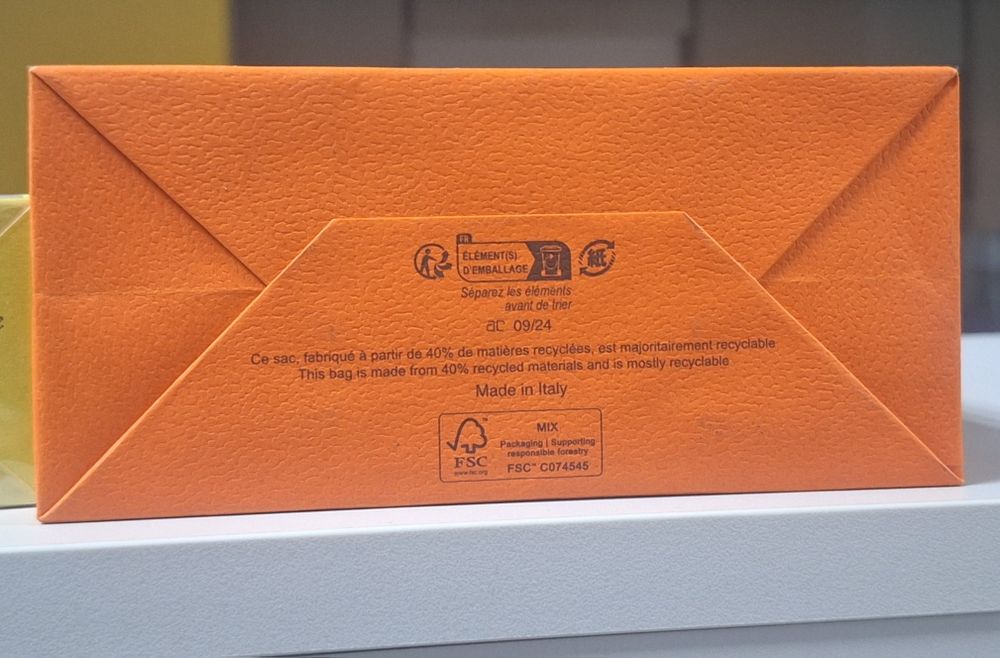 FR
ÉLÉMENT(S)
D'EMBALLAGE
紙
Séparez les éléments
avant de trier
ac 09/24
Ce sac, fabriqué à partir de 40% de matières recyclées, est majoritairement recyclable
This bag is made from 40% recycled materials and is mostly recyclable
Made in Italy
FSC™
www.fsc.org
MIX
Packaging | Supporting
responsible forestry
FSC™ C074545